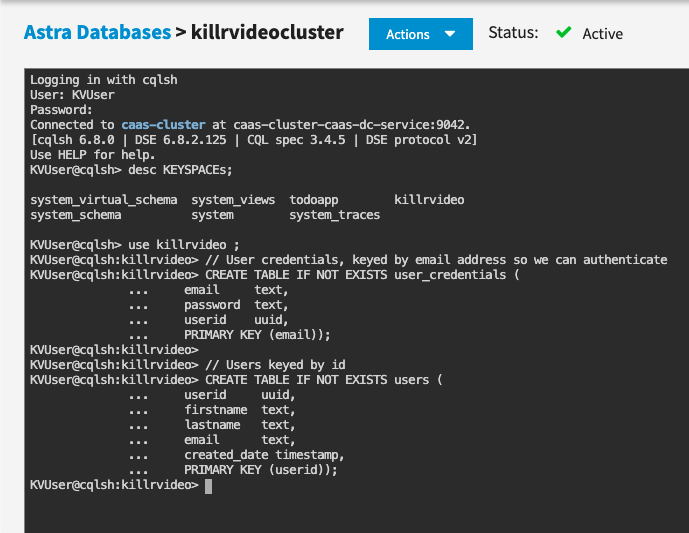 Astra Databases > killrvideocluster Actions Status: Active
Logging in with cqlsh
User: KVUser
Password:
Connected to caas-cluster at caas-cluster-caas-dc-service:9042.
[cqlsh 6.8.0 | DSE 6.8.2.125 | CQL spec 3.4.5 | DSE protocol v2]
Use HELP for help.
KVUser@cqlsh> desc KEYSPACEs;
system_virtual_schema  system_views  todoapp        killrvideo
system_schema          system        system_traces
KVUser@cqlsh> use killrvideo ;
KVUser@cqlsh:killrvideo> // User credentials, keyed by email address so we can authenticate
KVUser@cqlsh:killrvideo> CREATE TABLE IF NOT EXISTS user_credentials (
              ...     email     text,
              ...     password  text,
              ...     userid    uuid,
              ...     PRIMARY KEY (email));
KVUser@cqlsh:killrvideo>
KVUser@cqlsh:killrvideo> // Users keyed by id
KVUser@cqlsh:killrvideo> CREATE TABLE IF NOT EXISTS users (
              ...     userid     uuid,
              ...     firstname  text,
              ...     lastname   text,
              ...     email      text,
              ...     created_date timestamp,
              ...     PRIMARY KEY (userid));
KVUser@cqlsh:killrvideo>